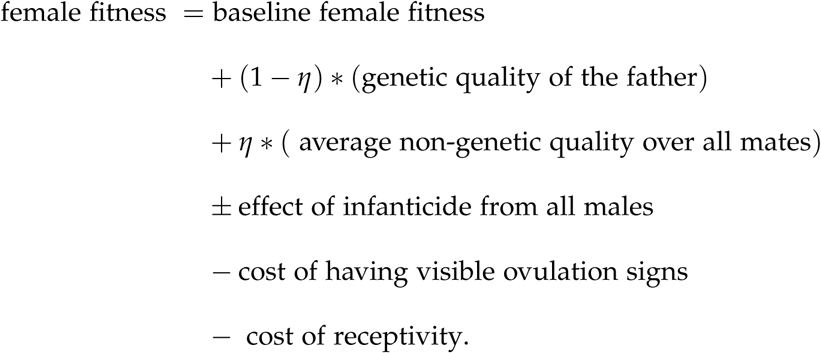 female fitness = baseline female fitness
+ (1 − η) ∗ (genetic quality of the father)
+ η ∗ ( average non-genetic quality over all mates)
± effect of infanticide from all males
− cost of having visible ovulation signs
− cost of receptivity.